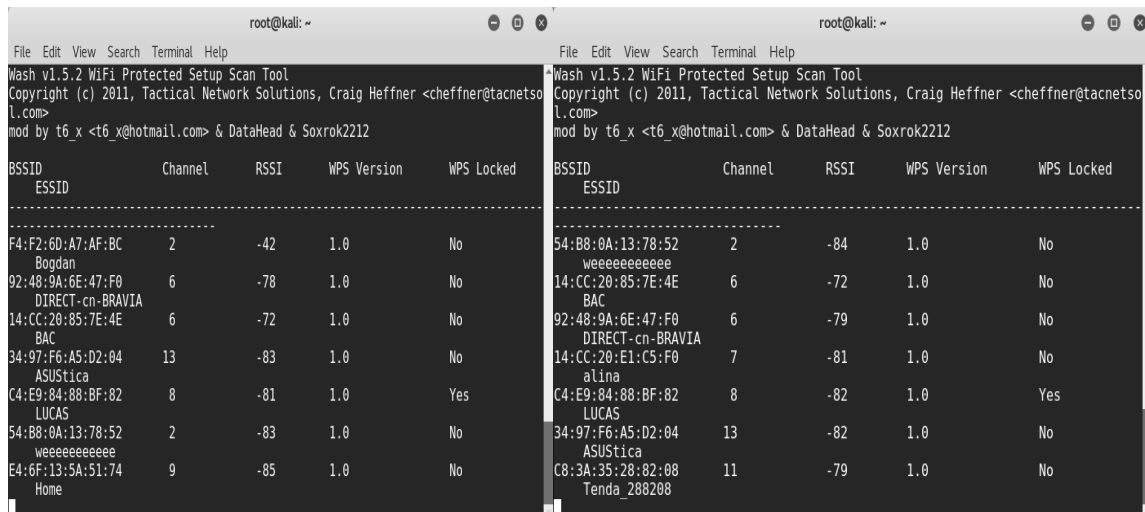 root@kali: ~
File Edit View Search Terminal Help
Wash v1.5.2 WiFi Protected Setup Scan Tool
Copyright (c) 2011, Tactical Network Solutions, Craig Heffner <cheffner@tacnetso
l.com>
mod by t6_x <t6_x@hotmail.com> & DataHead & Soxrok2212
BSSID Channel RSSI WPS Version WPS Locked
ESSID
--------------------------------------------------------------------------------
-------------------------------
F4:F2:6D:A7:AF:BC 2 -42 1.0 No
Bogdan
92:48:9A:6E:47:F0 6 -78 1.0 No
DIRECT-cn-BRAVIA
14:CC:20:85:7E:4E 6 -72 1.0 No
BAC
34:97:F6:A5:D2:04 13 -83 1.0 No
ASUStica
C4:E9:84:88:BF:82 8 -81 1.0 Yes
LUCAS
54:B8:0A:13:78:52 2 -83 1.0 No
weeeeeeeeeee
E4:6F:13:5A:51:74 9 -85 1.0 No
Home
root@kali: ~
File Edit View Search Terminal Help
Wash v1.5.2 WiFi Protected Setup Scan Tool
Copyright (c) 2011, Tactical Network Solutions, Craig Heffner <cheffner@tacnetso
l.com>
mod by t6_x <t6_x@hotmail.com> & DataHead & Soxrok2212
BSSID Channel RSSI WPS Version WPS Locked
ESSID
--------------------------------------------------------------------------------
-------------------------------
54:B8:0A:13:78:52 2 -84 1.0 No
weeeeeeeeeee
14:CC:20:85:7E:4E 6 -72 1.0 No
BAC
92:48:9A:6E:47:F0 6 -79 1.0 No
DIRECT-cn-BRAVIA
14:CC:20:E1:C5:F0 7 -81 1.0 No
alina
C4:E9:84:88:BF:82 8 -82 1.0 Yes
LUCAS
34:97:F6:A5:D2:04 13 -82 1.0 No
ASUStica
C8:3A:35:28:82:08 11 -79 1.0 No
Tenda_288208